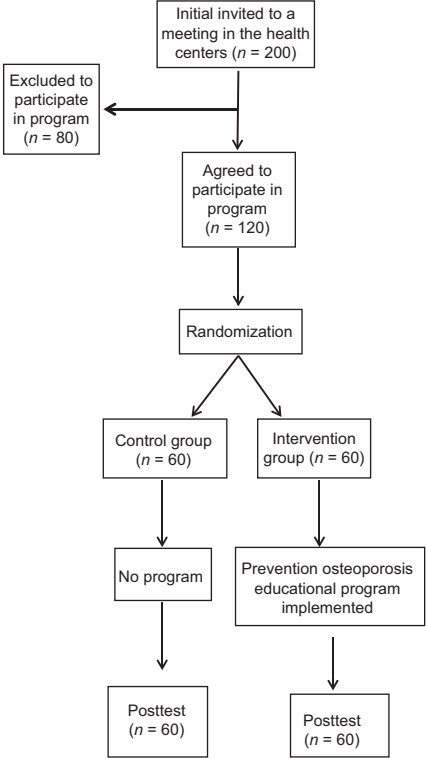 Initial invited to a
meeting in the health
centers (n = 200)
Excluded to
participate
in program
(n = 80)
Agreed to
participate in
program
(n = 120)
Randomization
Control group
(n = 60)
Intervention
group (n = 60)
No program
Prevention osteoporosis
educational program
implemented
Posttest
(n = 60)
Posttest
(n = 60)